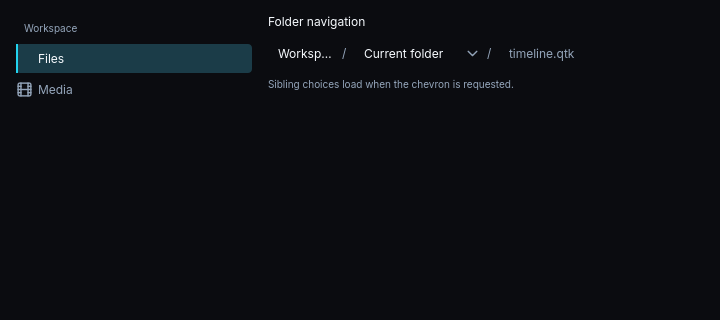 Workspace
Files
Media
Folder navigation
Worksp... / Current folder / timeline.qtk
Sibling choices load when the chevron is requested.